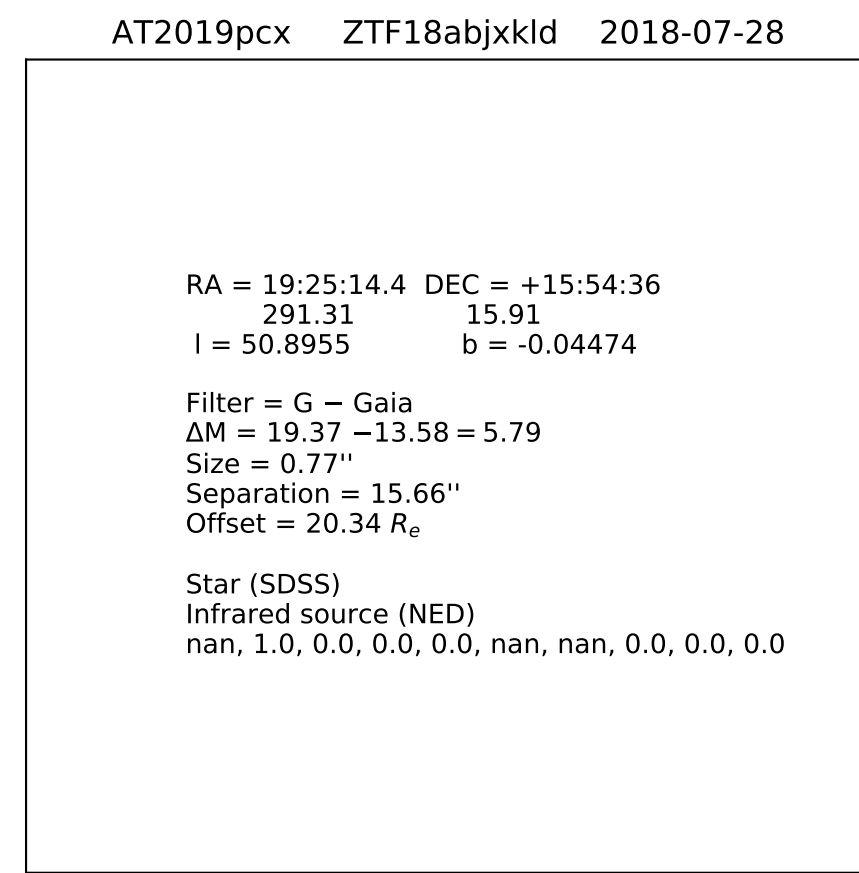 AT2019pcx ZTF18abjxkld 2018-07-28
RA = 19:25:14.4 DEC = +15:54:36
291.31 15.91
l = 50.8955 b = -0.04474
Filter = G − Gaia
ΔM = 19.37 −13.58 = 5.79
Size = 0.77''
Separation = 15.66''
Offset = 20.34 Re
Star (SDSS)
Infrared source (NED)
nan, 1.0, 0.0, 0.0, 0.0, nan, nan, 0.0, 0.0, 0.0